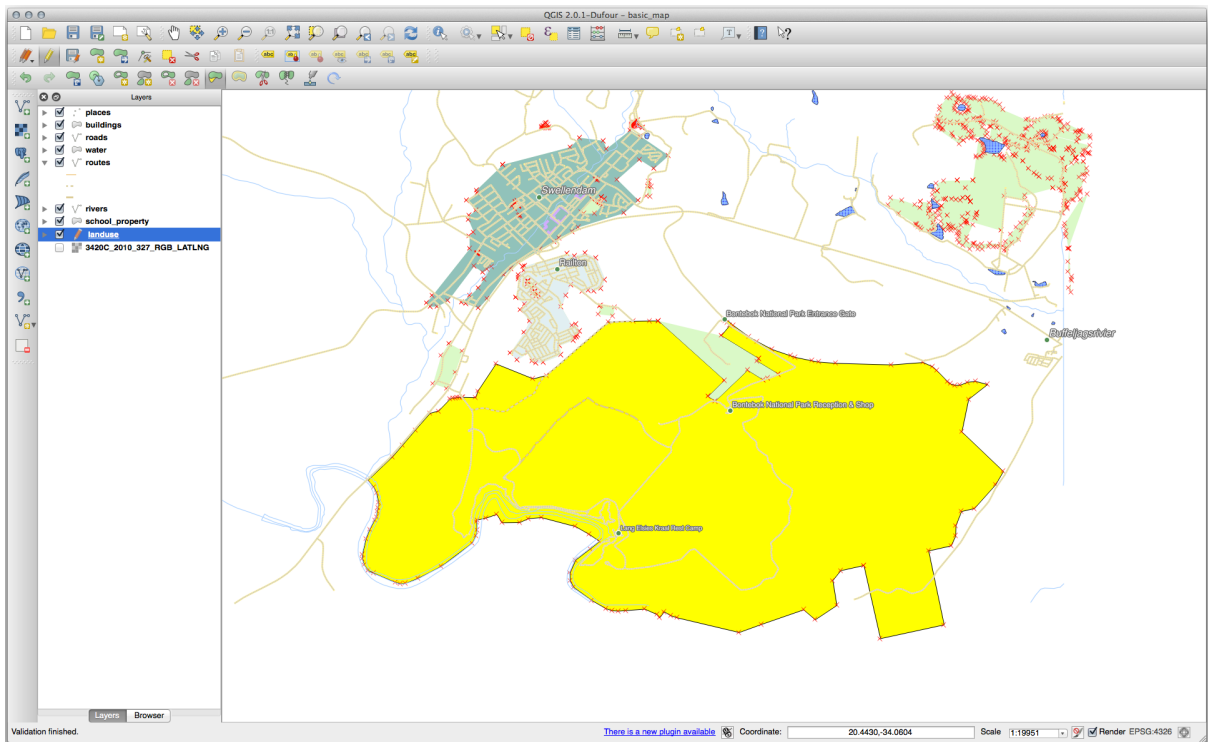 QGIS 2.0.1-Dufour - basic_map
Layers
places
buildings
roads
water
routes
rivers
school_property
landuse
3420C_2010_327_RGB_LATLNG
Swellendam
Railton
Bontebok National Park Entrance Gate
Buffeljagsrivier
Bontebok National Park Reception & Shop
Lang Elsies Kraal Rest Camp
Layers Browser
Validation finished.
There is a new plugin available
Coordinate: 20.4430,-34.0604
Scale 1:19951
Render EPSG:4326